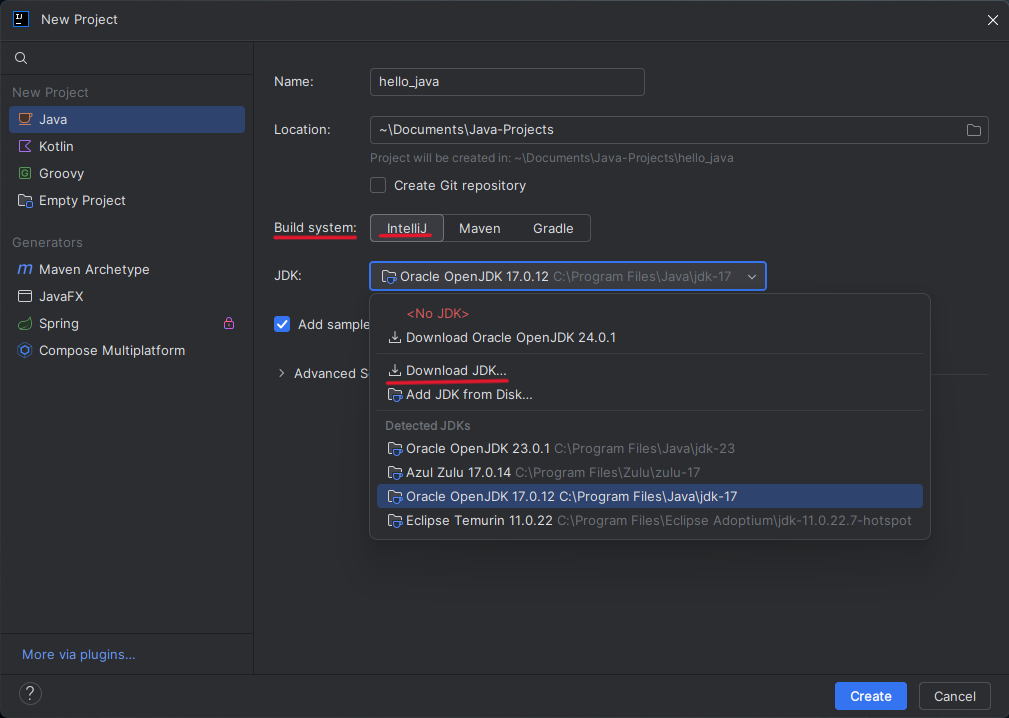 New Project
New Project
Java
Kotlin
Groovy
Empty Project
Generators
Maven Archetype
JavaFX
Spring
Compose Multiplatform
More via plugins...
?
Name:
hello_java
Location:
~\Documents\Java-Projects
Project will be created in: ~\Documents\Java-Projects\hello_java
Create Git repository
Build system: IntelliJ Maven Gradle
JDK:
Oracle OpenJDK 17.0.12 C:\Program Files\Java\jdk-17
<No JDK>
Download Oracle OpenJDK 24.0.1
Download JDK...
Add JDK from Disk...
Detected JDKs
Oracle OpenJDK 23.0.1 C:\Program Files\Java\jdk-23
Azul Zulu 17.0.14 C:\Program Files\Zulu\zulu-17
Oracle OpenJDK 17.0.12 C:\Program Files\Java\jdk-17
Eclipse Temurin 11.0.22 C:\Program Files\Eclipse Adoptium\jdk-11.0.22.7-hotspot
Add sample
Advanced S
Create
Cancel